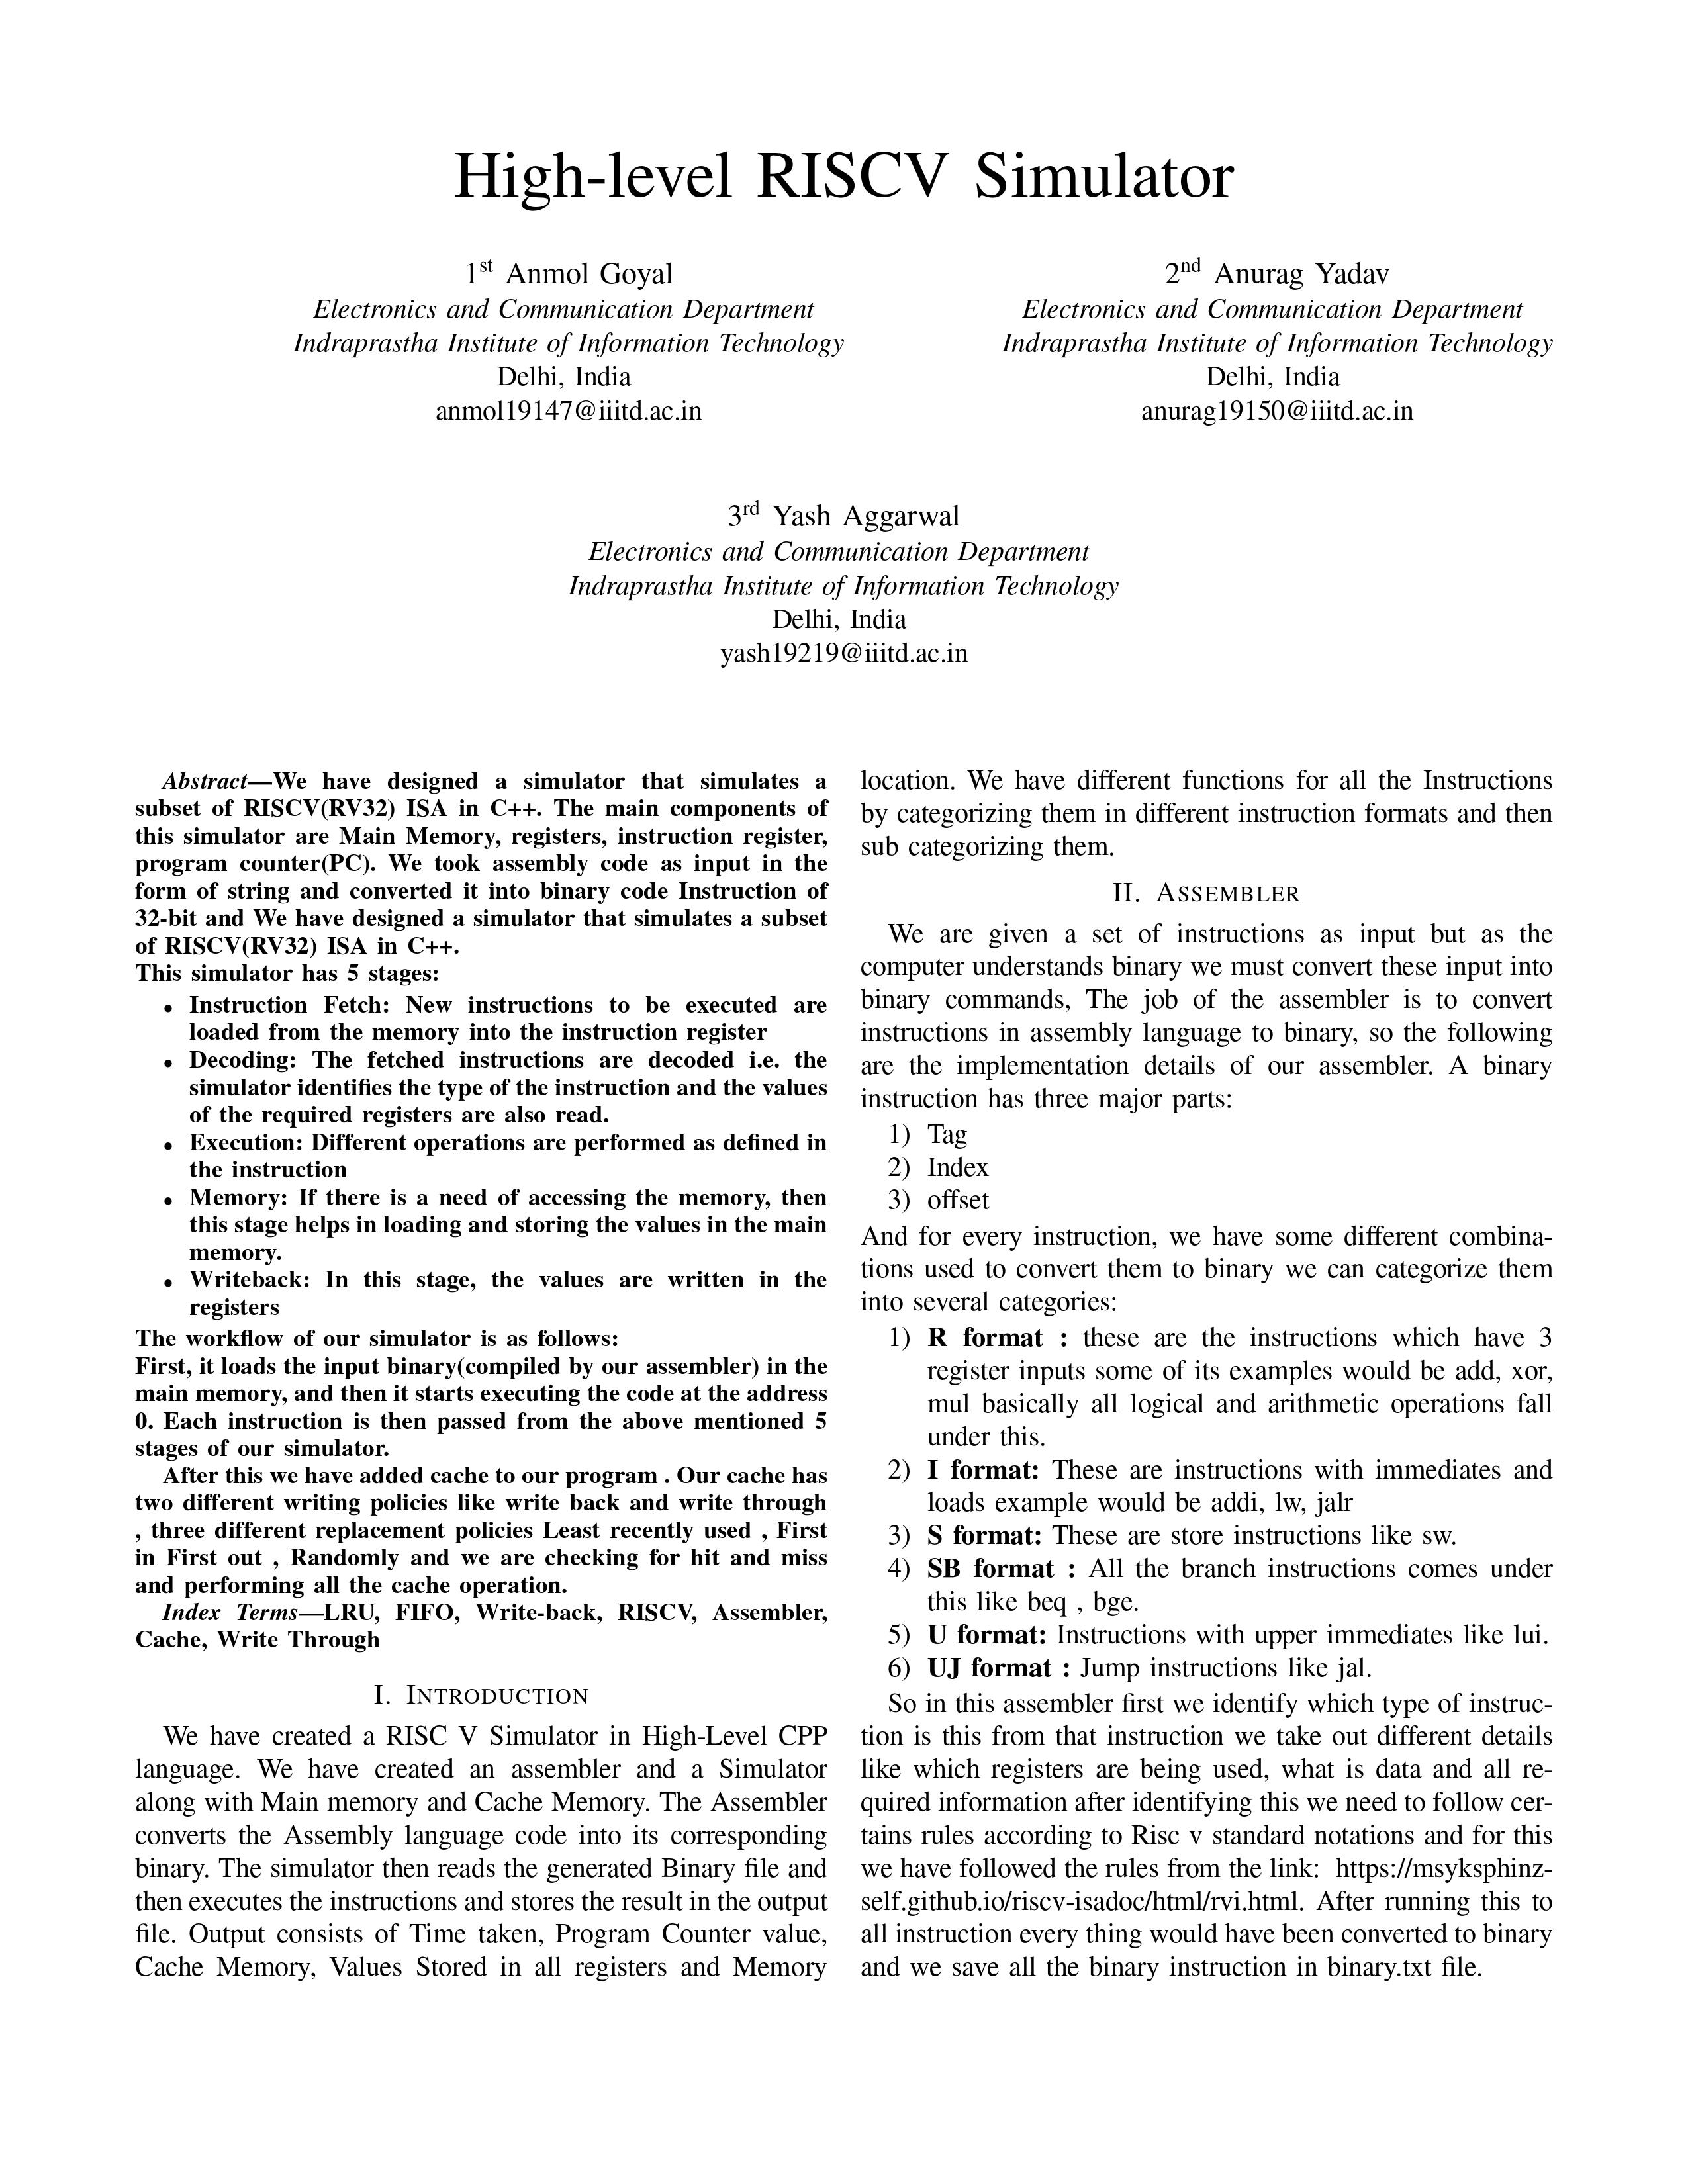 High-level RISCV Simulator
1st Anmol Goyal
Electronics and Communication Department
Indraprastha Institute of Information Technology
Delhi, India
anmol19147@iiitd.ac.in
2nd Anurag Yadav
Electronics and Communication Department
Indraprastha Institute of Information Technology
Delhi, India
anurag19150@iiitd.ac.in
3rd Yash Aggarwal
Electronics and Communication Department
Indraprastha Institute of Information Technology
Delhi, India
yash19219@iiitd.ac.in
Abstract—We have designed a simulator that simulates a
subset of RISCV(RV32) ISA in C++. The main components of
this simulator are Main Memory, registers, instruction register,
program counter(PC). We took assembly code as input in the
form of string and converted it into binary code Instruction of
32-bit and We have designed a simulator that simulates a subset
of RISCV(RV32) ISA in C++.
This simulator has 5 stages:
• Instruction Fetch: New instructions to be executed are
loaded from the memory into the instruction register
• Decoding: The fetched instructions are decoded i.e. the
simulator identifies the type of the instruction and the values
of the required registers are also read.
• Execution: Different operations are performed as defined in
the instruction
• Memory: If there is a need of accessing the memory, then
this stage helps in loading and storing the values in the main
memory.
• Writeback: In this stage, the values are written in the
registers
The workflow of our simulator is as follows:
First, it loads the input binary(compiled by our assembler) in the
main memory, and then it starts executing the code at the address
0. Each instruction is then passed from the above mentioned 5
stages of our simulator.
After this we have added cache to our program . Our cache has
two different writing policies like write back and write through
, three different replacement policies Least recently used , First
in First out , Randomly and we are checking for hit and miss
and performing all the cache operation.
Index Terms—LRU, FIFO, Write-back, RISCV, Assembler,
Cache, Write Through
I. Introduction
We have created a RISC V Simulator in High-Level CPP
language. We have created an assembler and a Simulator
along with Main memory and Cache Memory. The Assembler
converts the Assembly language code into its corresponding
binary. The simulator then reads the generated Binary file and
then executes the instructions and stores the result in the output
file. Output consists of Time taken, Program Counter value,
Cache Memory, Values Stored in all registers and Memory
location. We have different functions for all the Instructions
by categorizing them in different instruction formats and then
sub categorizing them.
II. Assembler
We are given a set of instructions as input but as the
computer understands binary we must convert these input into
binary commands, The job of the assembler is to convert
instructions in assembly language to binary, so the following
are the implementation details of our assembler. A binary
instruction has three major parts:
1) Tag
2) Index
3) offset
And for every instruction, we have some different combina-
tions used to convert them to binary we can categorize them
into several categories:
1) R format : these are the instructions which have 3
register inputs some of its examples would be add, xor,
mul basically all logical and arithmetic operations fall
under this.
2) I format: These are instructions with immediates and
loads example would be addi, lw, jalr
3) S format: These are store instructions like sw.
4) SB format : All the branch instructions comes under
this like beq , bge.
5) U format: Instructions with upper immediates like lui.
6) UJ format : Jump instructions like jal.
So in this assembler first we identify which type of instruc-
tion is this from that instruction we take out different details
like which registers are being used, what is data and all re-
quired information after identifying this we need to follow cer-
tains rules according to Risc v standard notations and for this
we have followed the rules from the link: https://msyksphinz-
self.github.io/riscv-isadoc/html/rvi.html. After running this to
all instruction every thing would have been converted to binary
and we save all the binary instruction in binary.txt file.